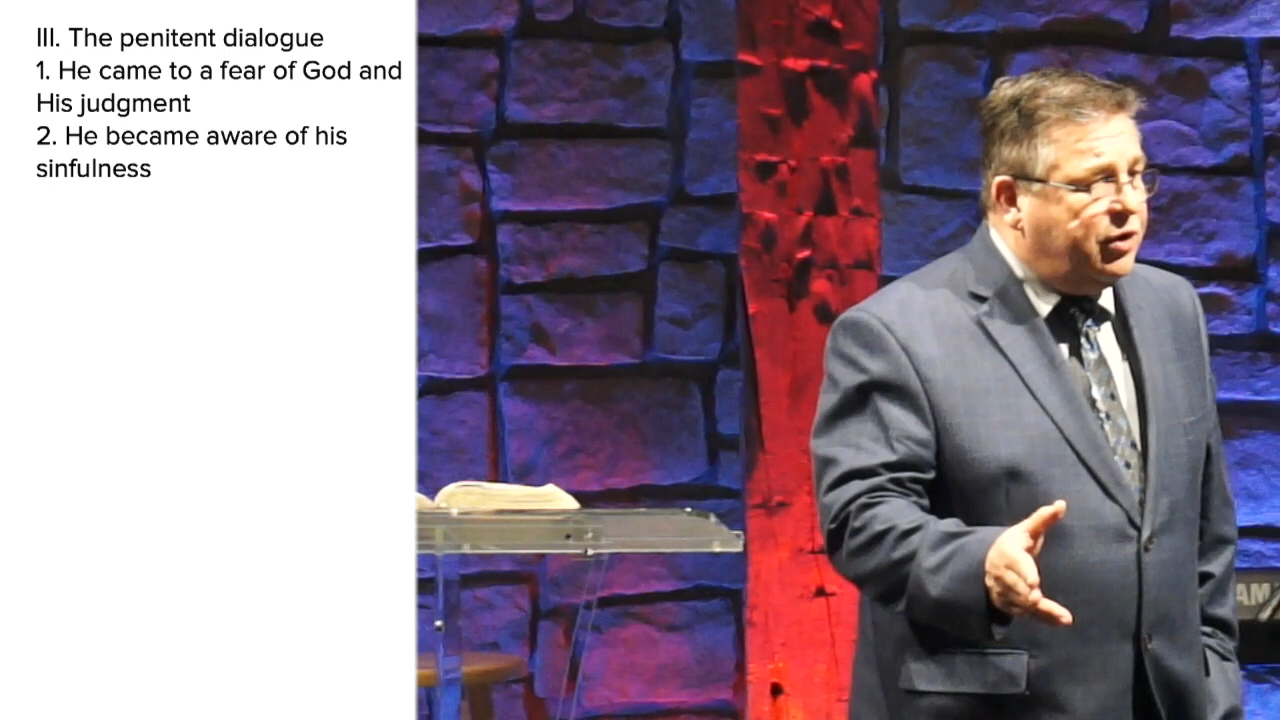 III. The penitent dialogue
1. He came to a fear of God and
His judgment
2. He became aware of his
sinfulness
AM